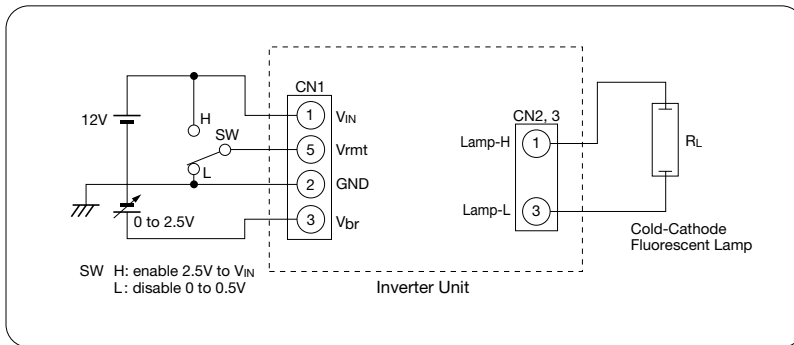 CN1
12V
H
SW
L
1
VIN
5
Vrmt
2
GND
3
Vbr
0 to 2.5V
CN2, 3
Lamp-H
1
Lamp-L
3
RL
Cold-Cathode
Fluorescent Lamp
SW H: enable 2.5V to VIN
L: disable 0 to 0.5V
Inverter Unit